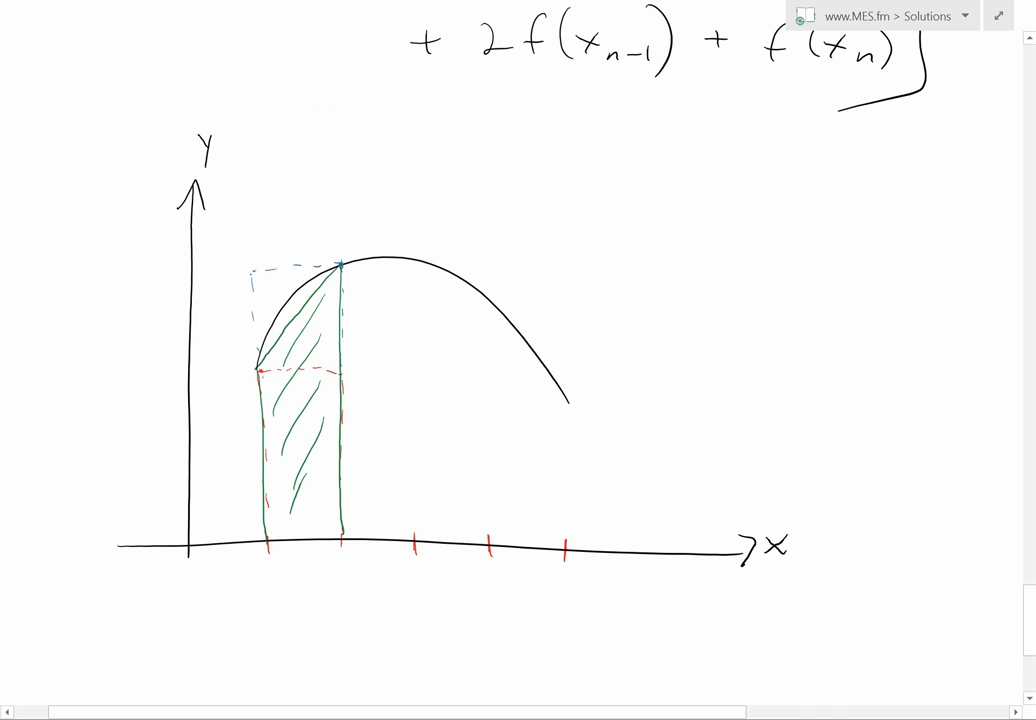 www.MES.fm > Solutions
+ 2f(xₙ₋₁) + f(xₙ)]
Y
X